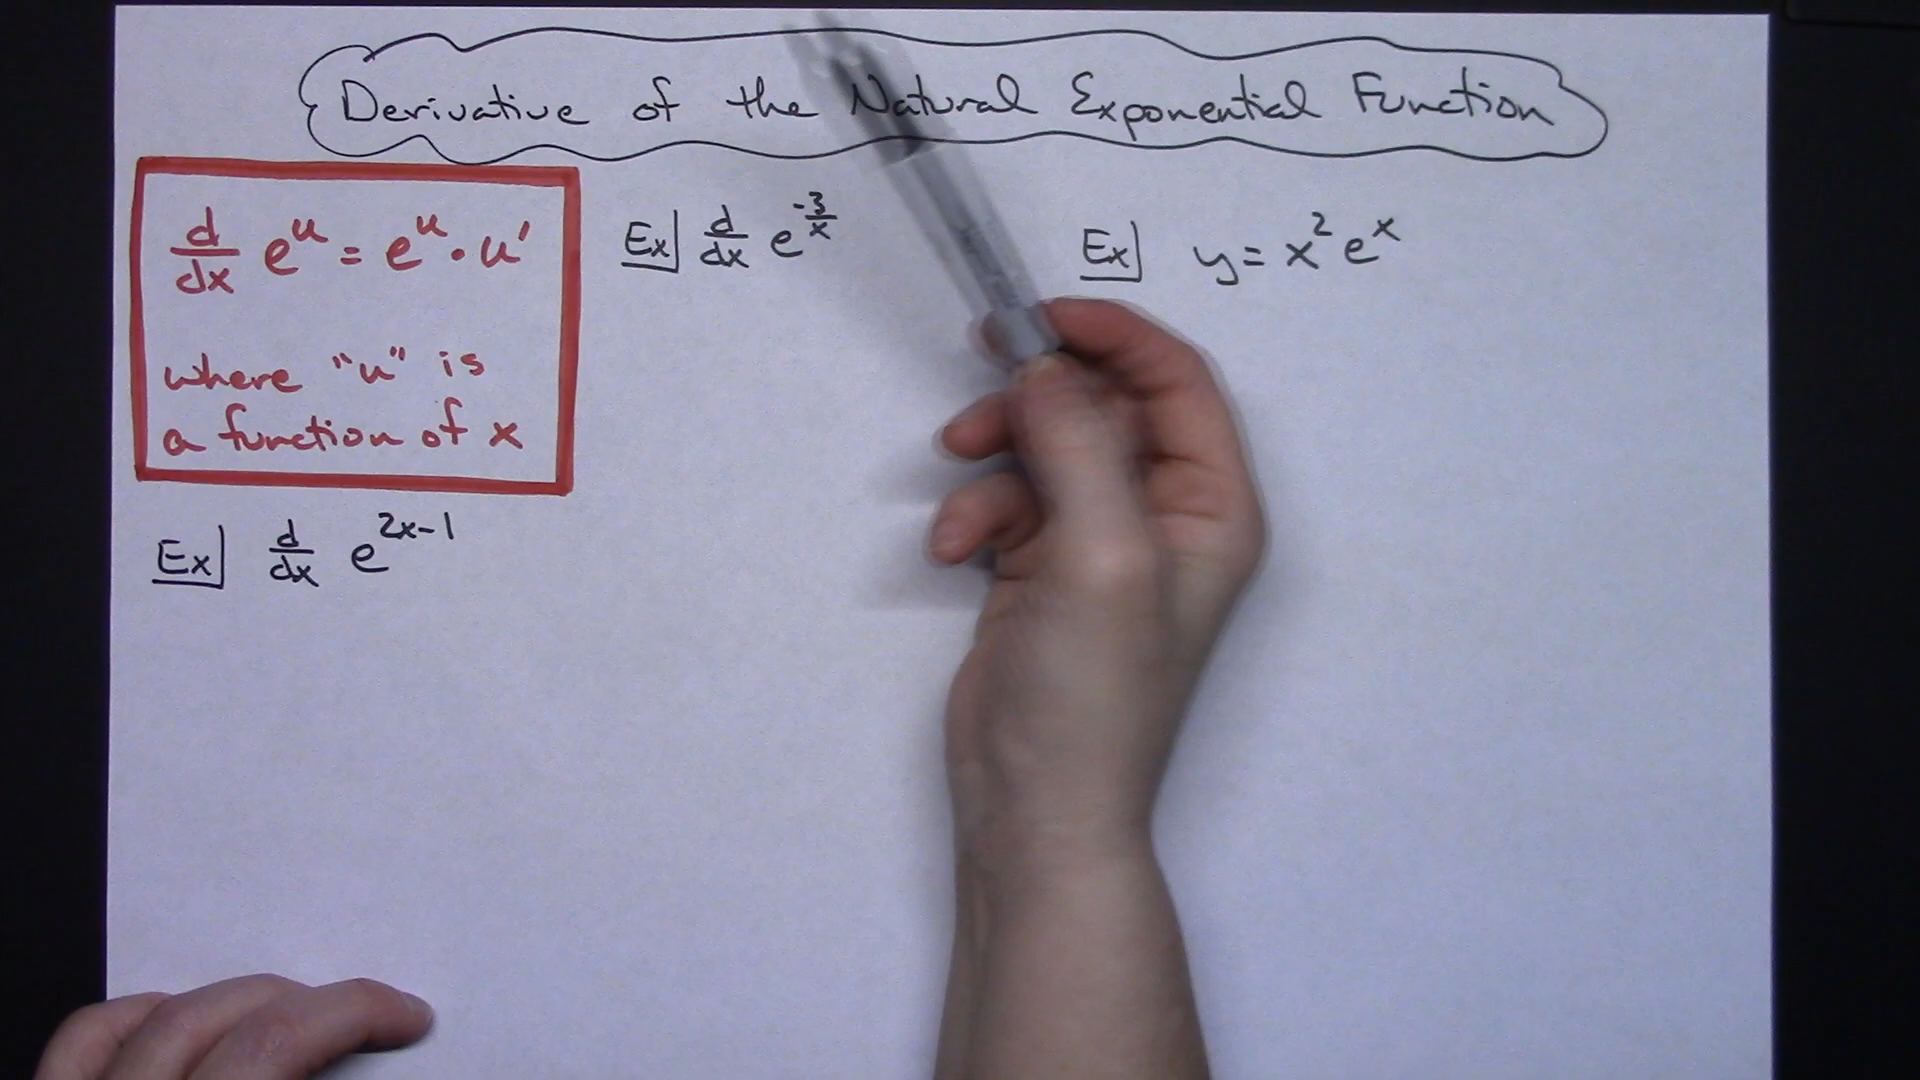 Derivative of the Natural Exponential Function
d/dx e^u = e^u · u'
where "u" is
a function of x
Ex] d/dx e^(2x-1)
Ex] d/dx e^(-3/x)
Ex] y = x² e^x